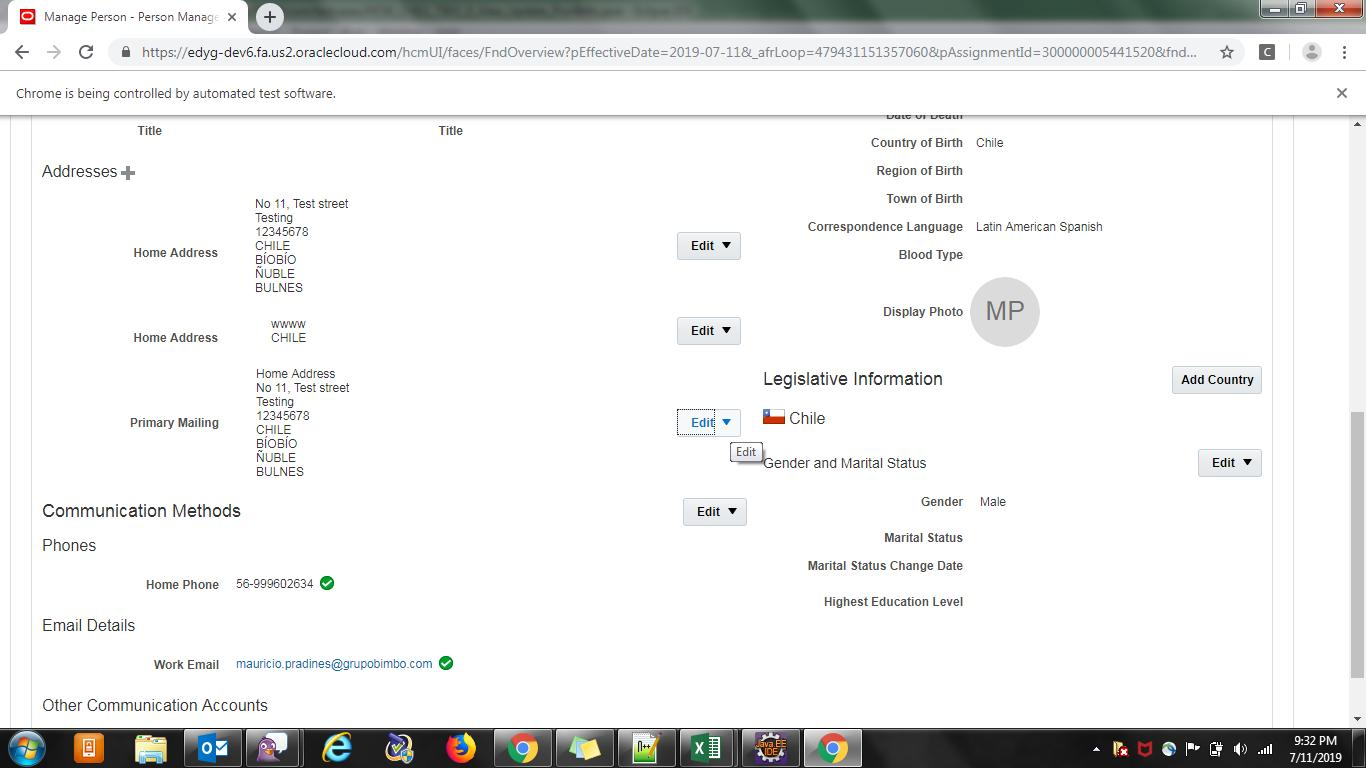 Manage Person - Person Manage
https://edyg-dev6.fa.us2.oraclecloud.com/hcmUI/faces/FndOverview?pEffectiveDate=2019-07-11&_afrLoop=479431151357060&pAssignmentId=300000005441520&fnd...
C
Chrome is being controlled by automated test software.
Title Title
Addresses
Home Address
No 11, Test street
Testing
12345678
CHILE
BÍOBÍO
ÑUBLE
BULNES
Edit
Home Address
wwww
CHILE
Edit
Primary Mailing
Home Address
No 11, Test street
Testing
12345678
CHILE
BÍOBÍO
ÑUBLE
BULNES
Edit
Edit
Communication Methods
Edit
Phones
Home Phone 56-999602634
Email Details
Work Email mauricio.pradines@grupobimbo.com
Other Communication Accounts
Date of Death
Country of Birth Chile
Region of Birth
Town of Birth
Correspondence Language Latin American Spanish
Blood Type
Display Photo MP
Legislative Information Add Country
Chile
Gender and Marital Status Edit
Gender Male
Marital Status
Marital Status Change Date
Highest Education Level
Java EE
IDE
9:32 PM
7/11/2019